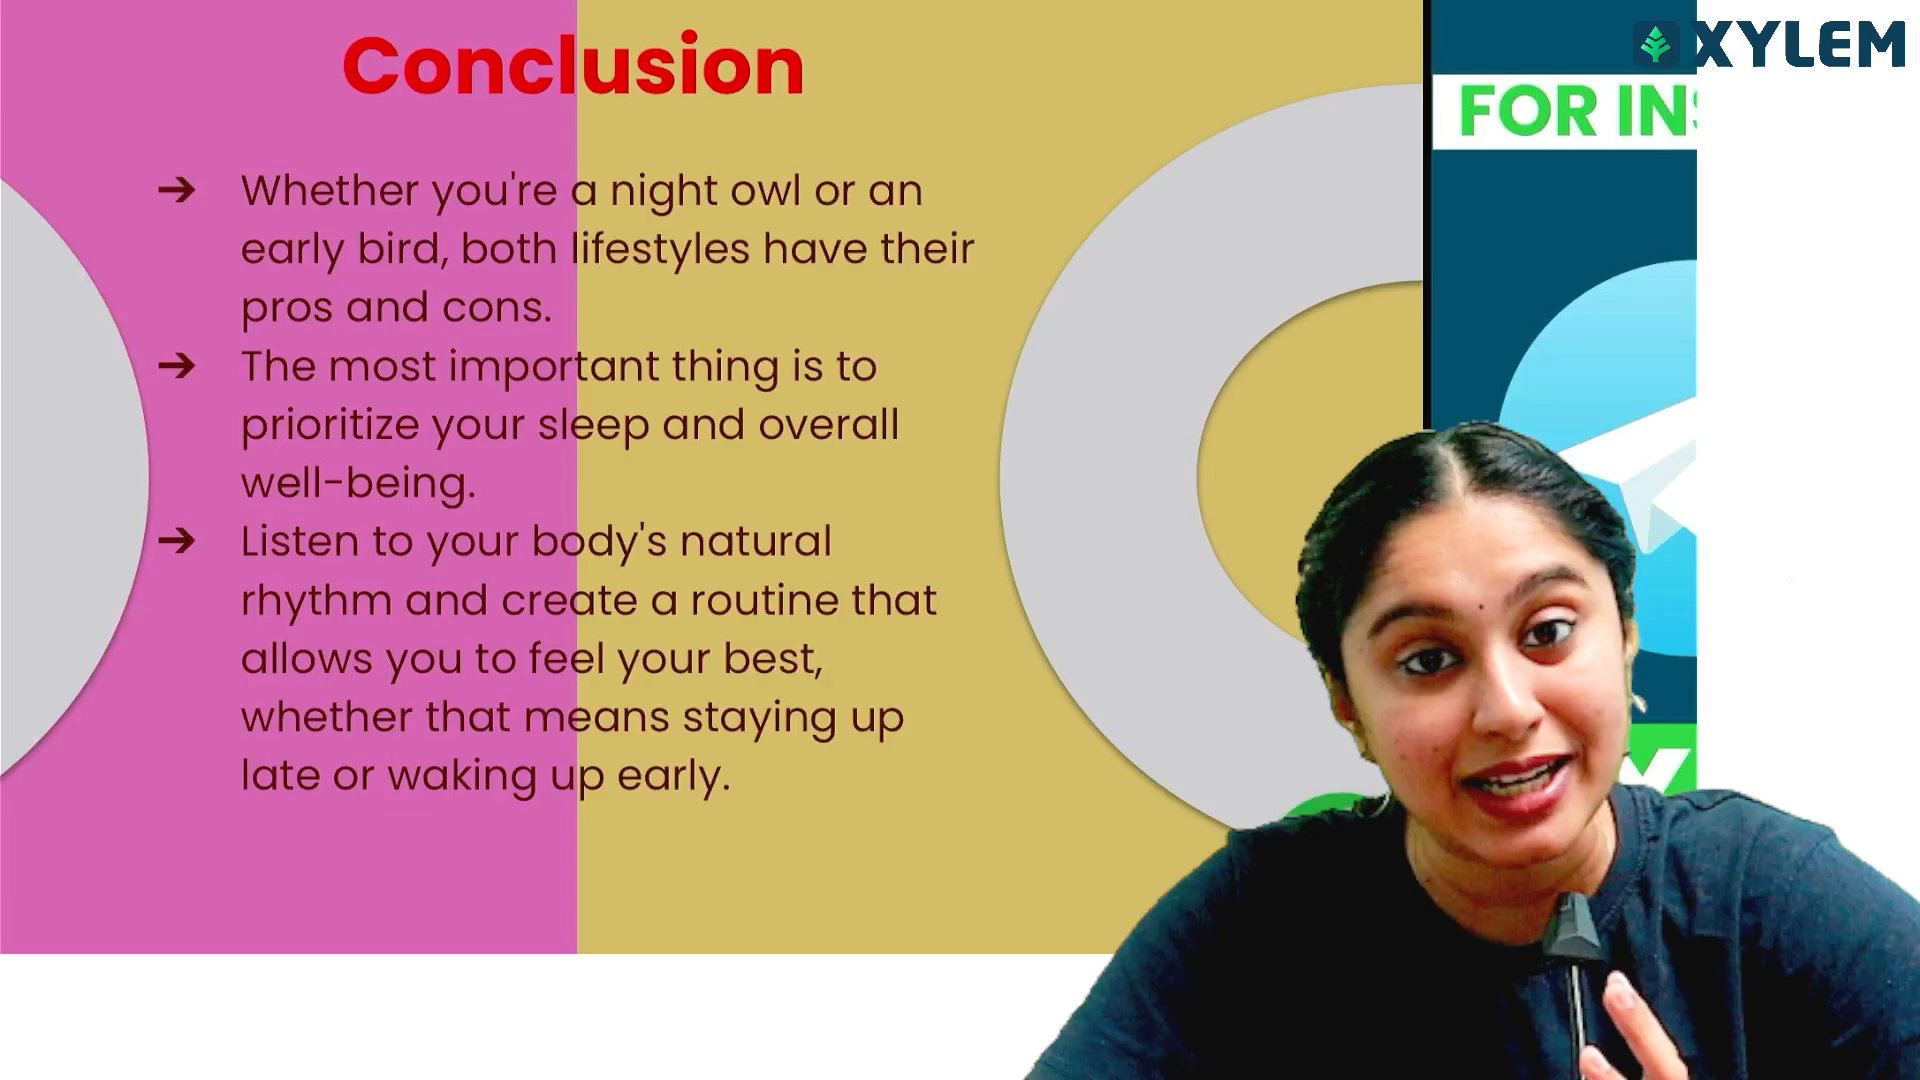 Conclusion
➔ Whether you're a night owl or an
early bird, both lifestyles have their
pros and cons.
➔ The most important thing is to
prioritize your sleep and overall
well-being.
➔ Listen to your body's natural
rhythm and create a routine that
allows you to feel your best,
whether that means staying up
late or waking up early.
XYLEM
FOR INS